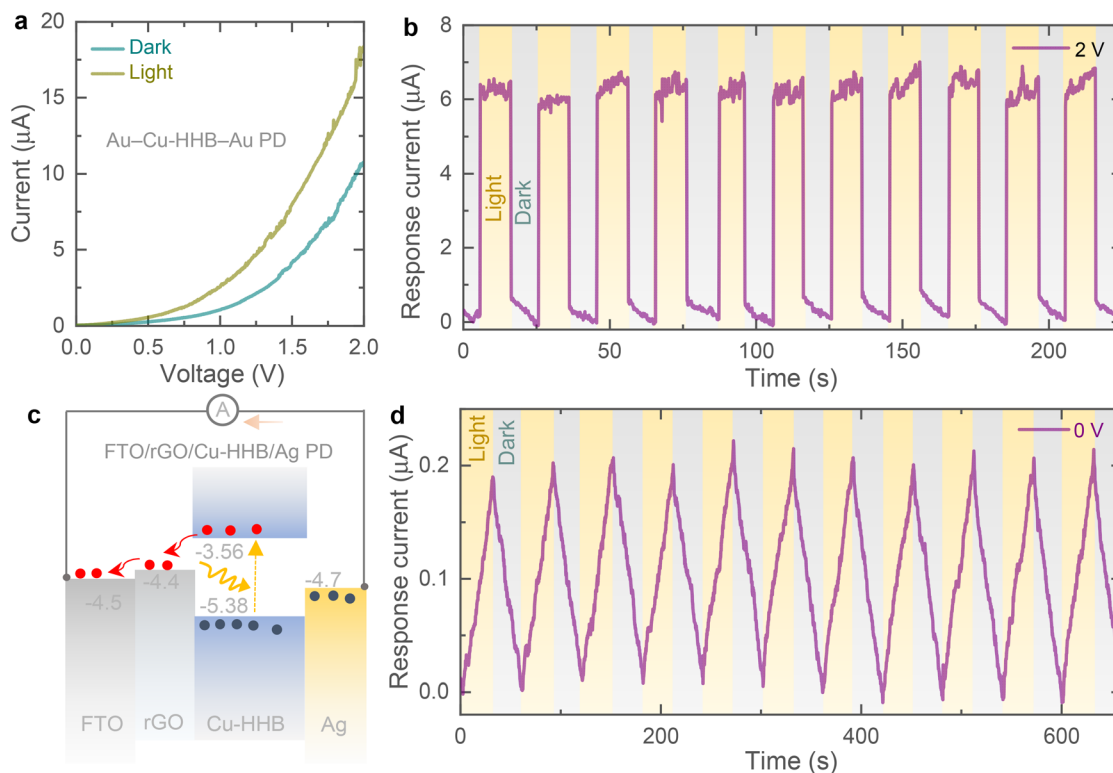 a
Dark
Light
Au–Cu-HHB–Au PD
Current (μA)
20
15
10
5
0
0.0 0.5 1.0 1.5 2.0
Voltage (V)
b
2 V
Light
Dark
Response current (μA)
8
6
4
2
0
0 50 100 150 200
Time (s)
c
A
FTO/rGO/Cu-HHB/Ag PD
-3.56
-4.4
-4.5
-4.7
-5.38
FTO rGO Cu-HHB Ag
d
0 V
Light
Dark
Response current (μA)
0.2
0.1
0.0
0 200 400 600
Time (s)